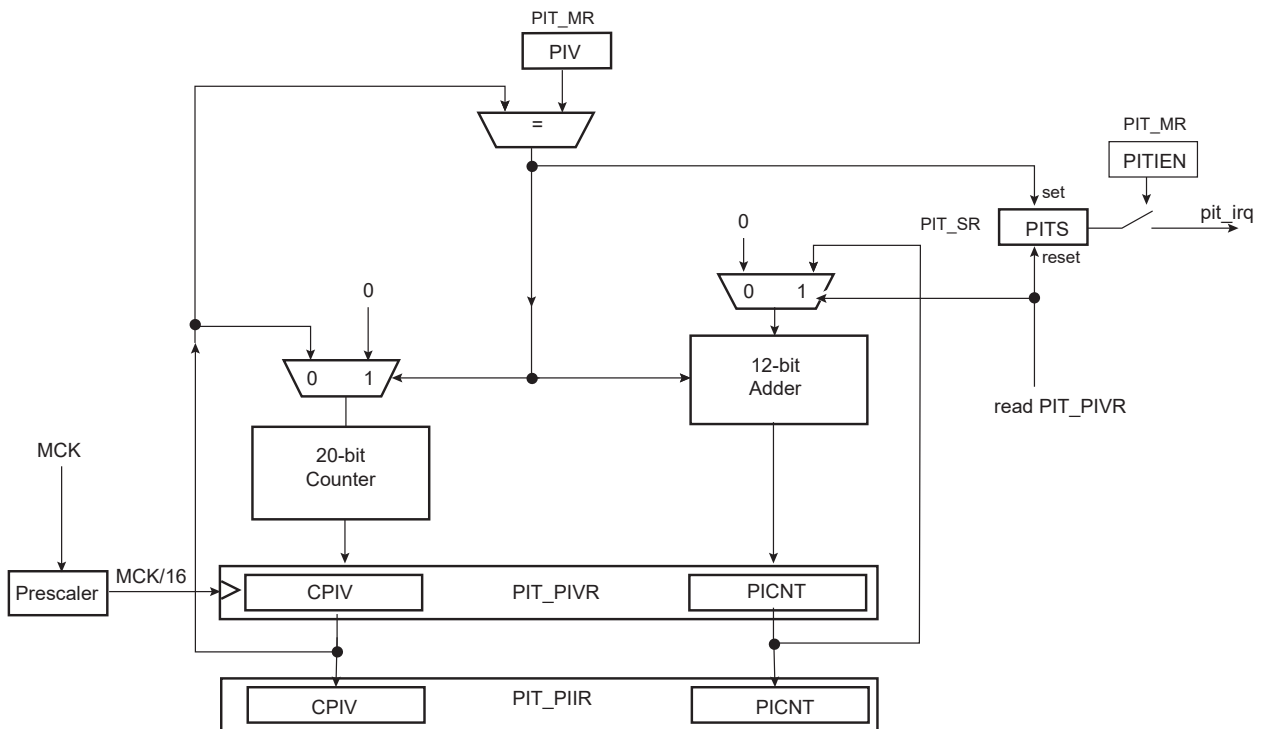 PIT_MR
PIV
=
PIT_MR
PITIEN
set
PIT_SR
PITS
pit_irq
reset
0
0 1
0
0 1
12-bit
Adder
read PIT_PIVR
20-bit
Counter
MCK
Prescaler
MCK/16
CPIV
PIT_PIVR
PICNT
CPIV
PIT_PIIR
PICNT